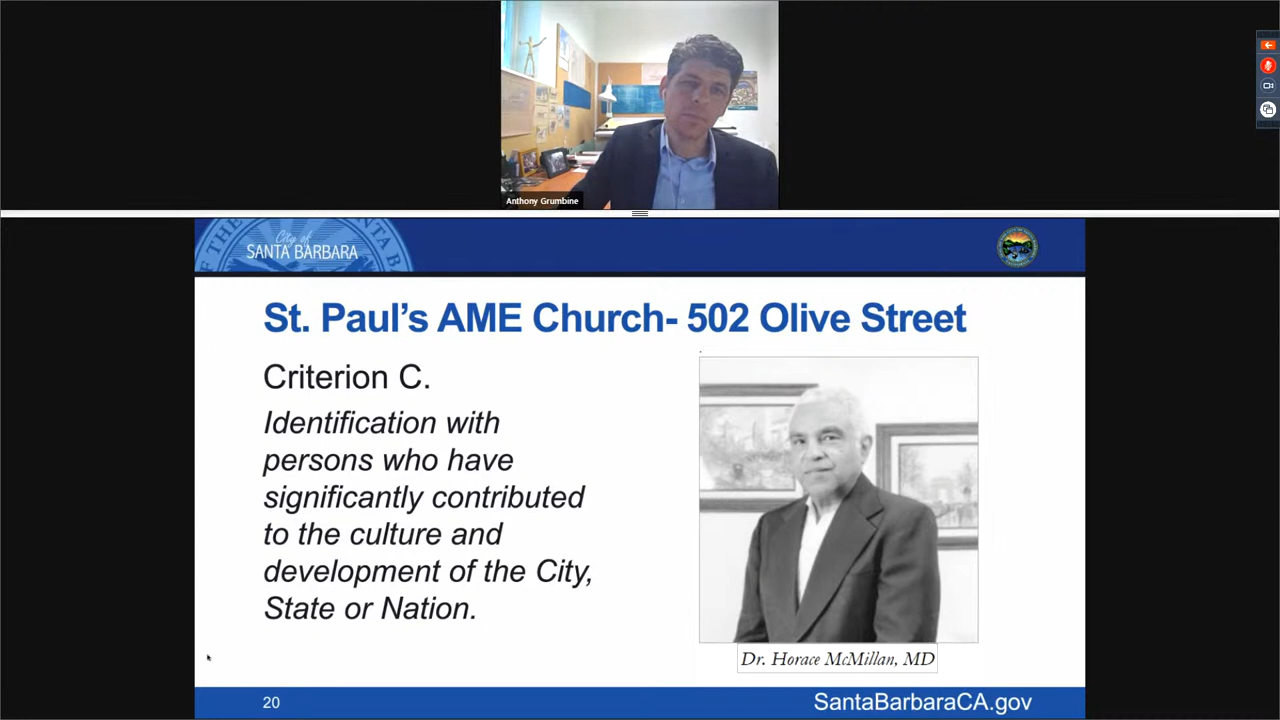 Anthony Grumbine
City of
SANTA BARBARA
St. Paul's AME Church- 502 Olive Street
Criterion C.
Identification with
persons who have
significantly contributed
to the culture and
development of the City,
State or Nation.
Dr. Horace McMillan, MD
20
SantaBarbaraCA.gov